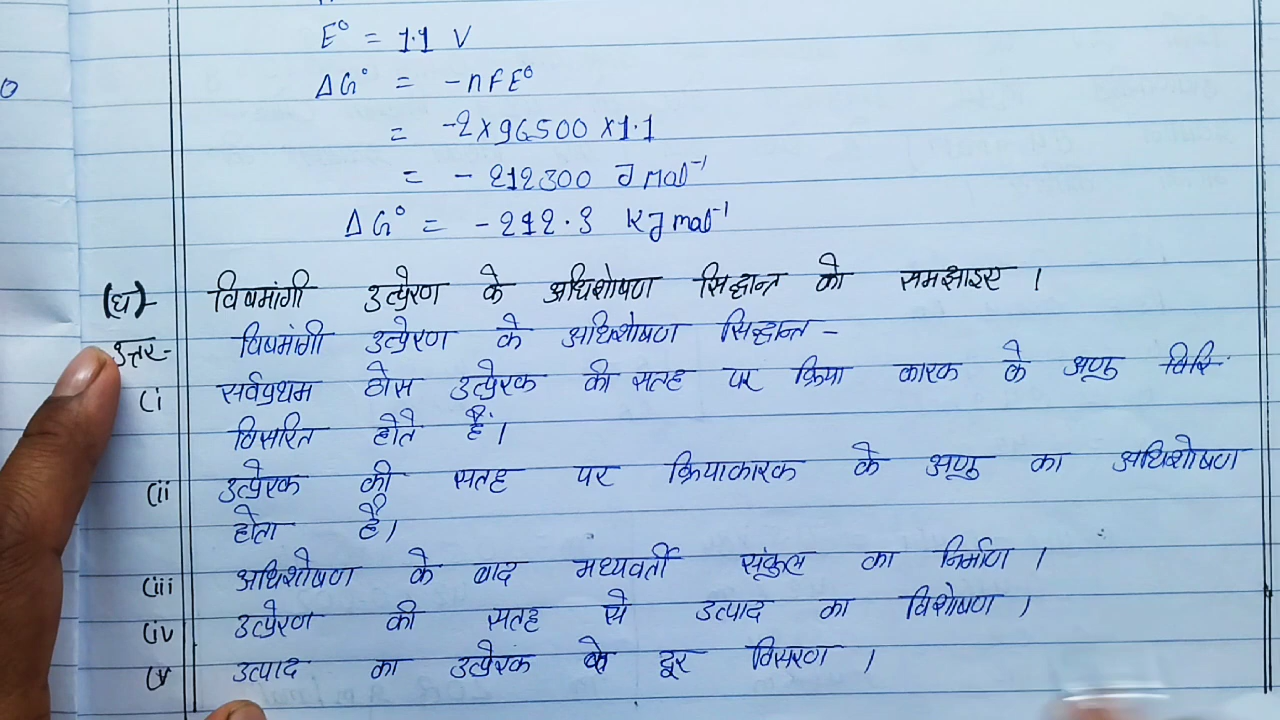 E° = 1.1 V
ΔG° = -nFE°
= -2×96500×1.1
= - 212300 J mol⁻¹
ΔG° = - 212.3 kJ mol⁻¹
(घ)- विषमांगी उत्प्रेरण के अधिशोषण सिद्धान्त को समझाइए ।
उत्तर- विषमांगी उत्प्रेरण के अधिशोषण सिद्धान्त -
(i सर्वप्रथम ठोस उत्प्रेरक की सतह पर क्रिया कारक के अणु
विसरित होते हैं।
(ii उत्प्रेरक की सतह पर क्रियाकारक के अणु का अधिशोषण
होता है।
(iii अधिशोषण के बाद मध्यवर्ती संकुल का निर्माण ।
(iv उत्प्रेरण की सतह से उत्पाद का विशोषण ।
(v उत्पाद का उत्प्रेरक से दूर विसरण ।